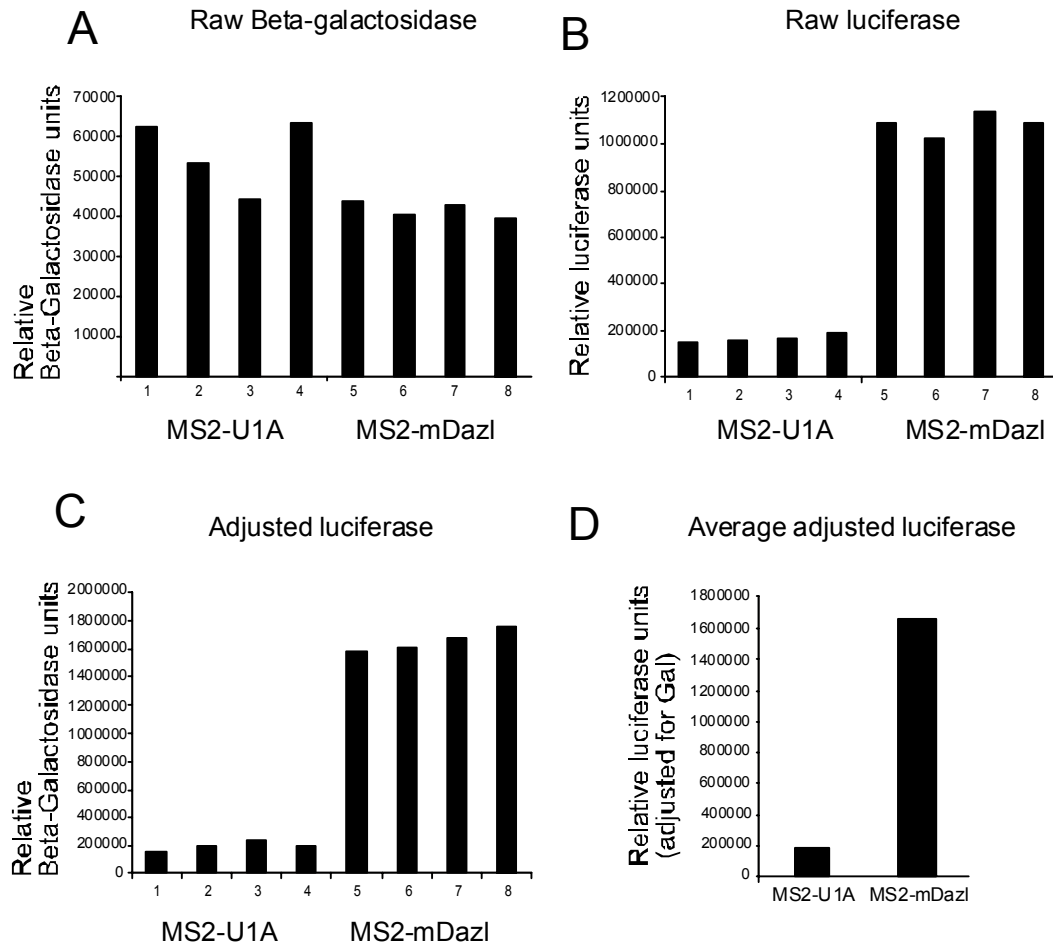 A
Raw Beta-galactosidase
Relative
Beta-Galactosidase units
70000
60000
50000
40000
30000
20000
10000
1 2 3 4 5 6 7 8
MS2-U1A MS2-mDazl
B
Raw luciferase
Relative luciferase units
1200000
1000000
800000
600000
400000
200000
0
1 2 3 4 5 6 7 8
MS2-U1A MS2-mDazl
C
Adjusted luciferase
Relative
Beta-Galactosidase units
2000000
1800000
1600000
1400000
1200000
1000000
800000
600000
400000
200000
0
1 2 3 4 5 6 7 8
MS2-U1A MS2-mDazl
D
Average adjusted luciferase
Relative luciferase units
(adjusted for Gal)
1800000
1600000
1400000
1200000
1000000
800000
600000
400000
200000
0
MS2-U1A MS2-mDazl